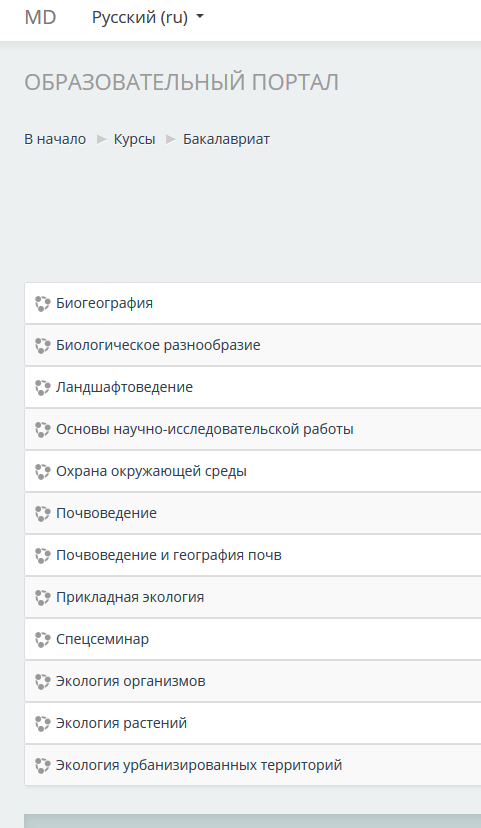 MD Русский (ru)
ОБРАЗОВАТЕЛЬНЫЙ ПОРТАЛ
В начало ► Курсы ► Бакалавриат
Биогеография
Биологическое разнообразие
Ландшафтоведение
Основы научно-исследовательской работы
Охрана окружающей среды
Почвоведение
Почвоведение и география почв
Прикладная экология
Спецсеминар
Экология организмов
Экология растений
Экология урбанизированных территорий